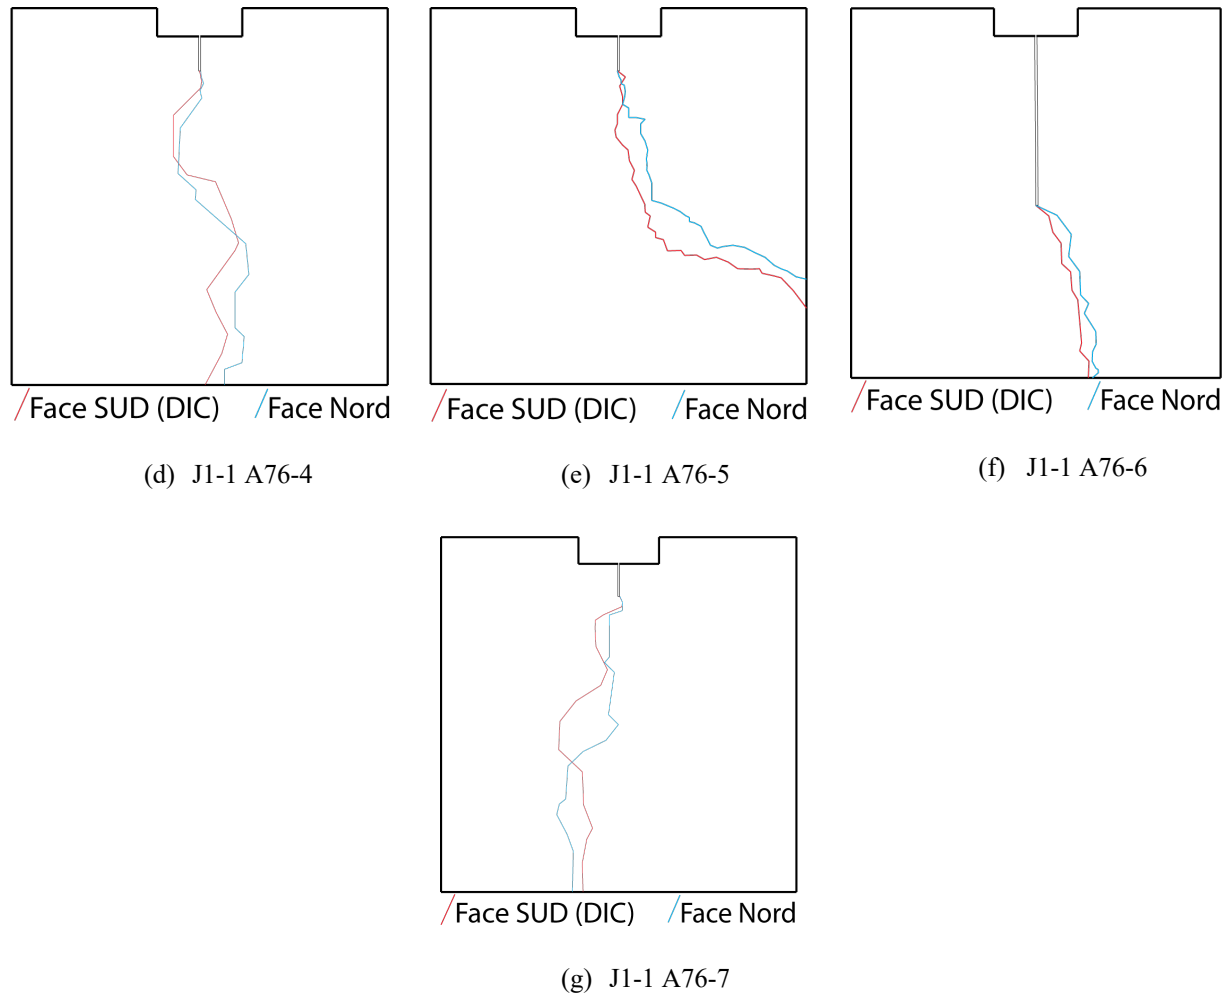 Face SUD (DIC) Face Nord
Face SUD (DIC) Face Nord
Face SUD (DIC) Face Nord
(d) J1-1 A76-4
(e) J1-1 A76-5
(f) J1-1 A76-6
Face SUD (DIC) Face Nord
(g) J1-1 A76-7